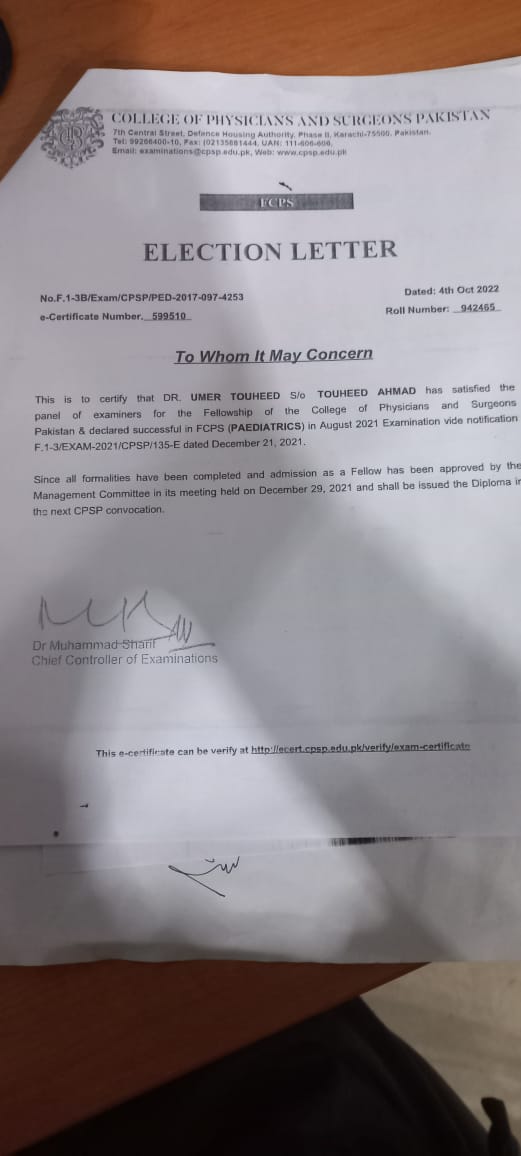 COLLEGE OF PHYSICIANS AND SURGEONS PAKISTAN
7th Central Street, Defence Housing Authority, Phase II, Karachi-75500, Pakistan.
Tel: 99266400-10, Fax: (02135881444, UAN: 111-606-606,
Email: examinations@cpsp.edu.pk, Web: www.cpsp.edu.pk
FCPS
ELECTION LETTER
No.F.1-3B/Exam/CPSP/PED-2017-097-4253
Dated: 4th Oct 2022
e-Certificate Number. 599510
Roll Number: 942465
To Whom It May Concern
This is to certify that DR. UMER TOUHEED S/o TOUHEED AHMAD has satisfied the
panel of examiners for the Fellowship of the College of Physicians and Surgeons
Pakistan & declared successful in FCPS (PAEDIATRICS) in August 2021 Examination vide notification
F.1-3/EXAM-2021/CPSP/135-E dated December 21, 2021.
Since all formalities have been completed and admission as a Fellow has been approved by the
Management Committee in its meeting held on December 29, 2021 and shall be issued the Diploma in
the next CPSP convocation.
Dr Muhammad Sharif
Chief Controller of Examinations
This e-certificate can be verify at http://ecert.cpsp.edu.pk/verify/exam-certificate